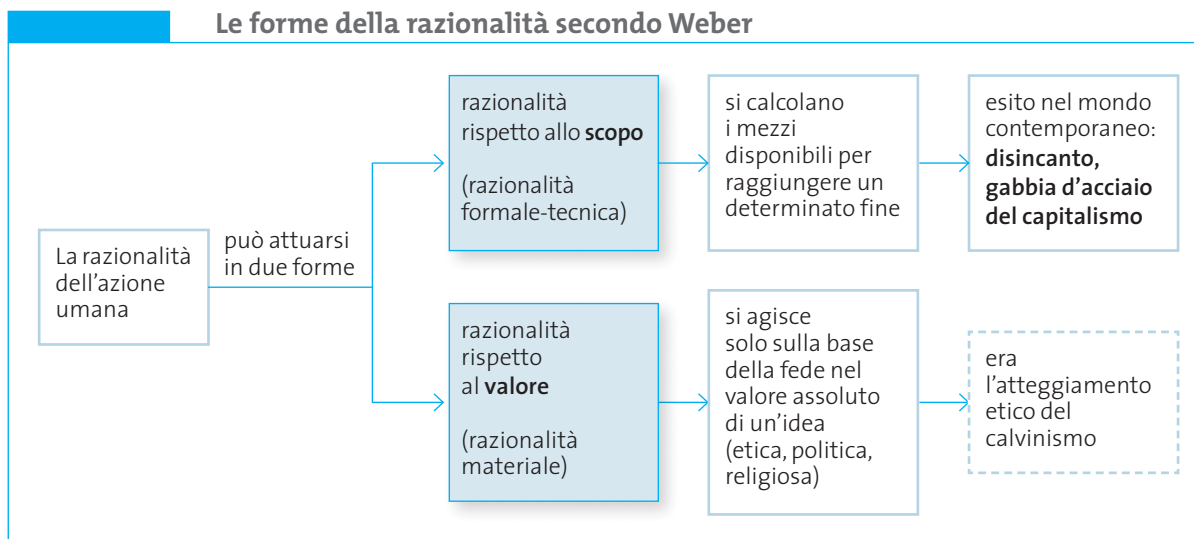 Le forme della razionalità secondo Weber
La razionalità
dell'azione
umana
può attuarsi
in due forme
razionalità
rispetto allo scopo
(razionalità
formale-tecnica)
si calcolano
i mezzi
disponibili per
raggiungere un
determinato fine
esito nel mondo
contemporaneo:
disincanto,
gabbia d'acciaio
del capitalismo
razionalità
rispetto
al valore
(razionalità
materiale)
si agisce
solo sulla base
della fede nel
valore assoluto
di un'idea
(etica, politica,
religiosa)
era
l'atteggiamento
etico del
calvinismo